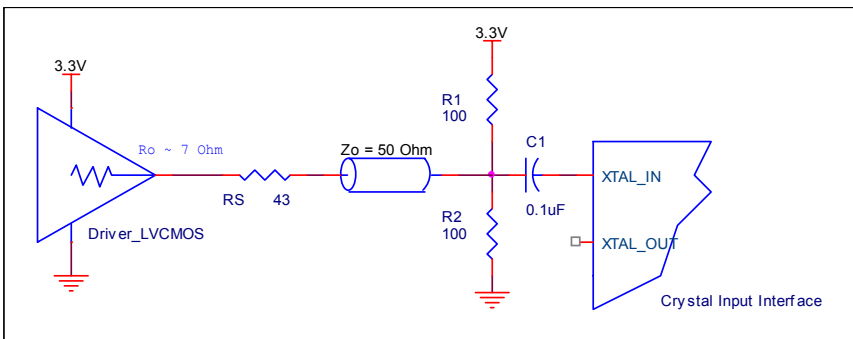 3.3V
3.3V
R1
100
Ro ~ 7 Ohm
Zo = 50 Ohm
C1
XTAL_IN
RS 43
0.1uF
R2
100
XTAL_OUT
Driver_LVCMOS
Crystal Input Interface